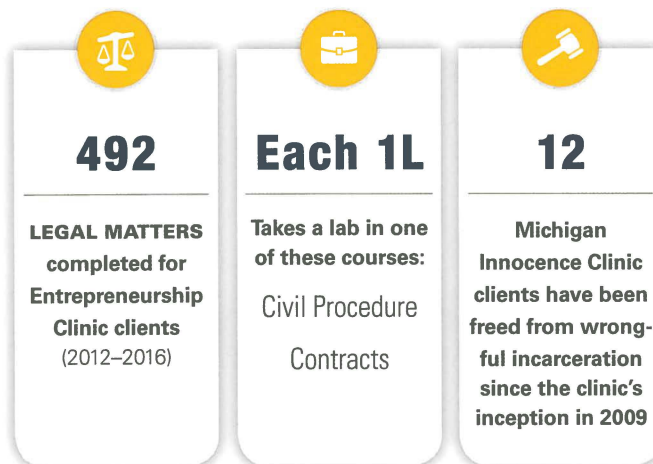 492
LEGAL MATTERS
completed for
Entrepreneurship
Clinic clients
(2012–2016)
Each 1L
Takes a lab in one
of these courses:
Civil Procedure
Contracts
12
Michigan
Innocence Clinic
clients have been
freed from wrong-
ful incarceration
since the clinic's
inception in 2009